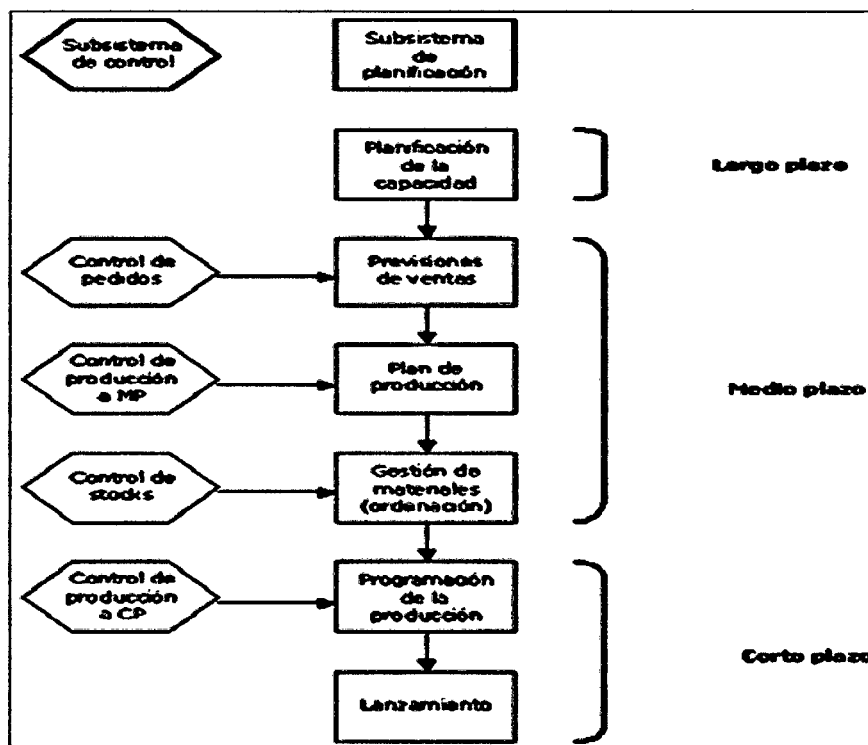 Subsistema
de control
Subsistema
de
planificación
Planificación
de la
capacidad
Largo plazo
Control de
pedidos
Previsiones
de ventas
Control de
producción
a MP
Plan de
producción
Medio plazo
Control de
stocks
Gestión de
materiales
(ordenación)
Control de
producción
a CP
Programación
de la
producción
Corto plazo
Lanzamiento